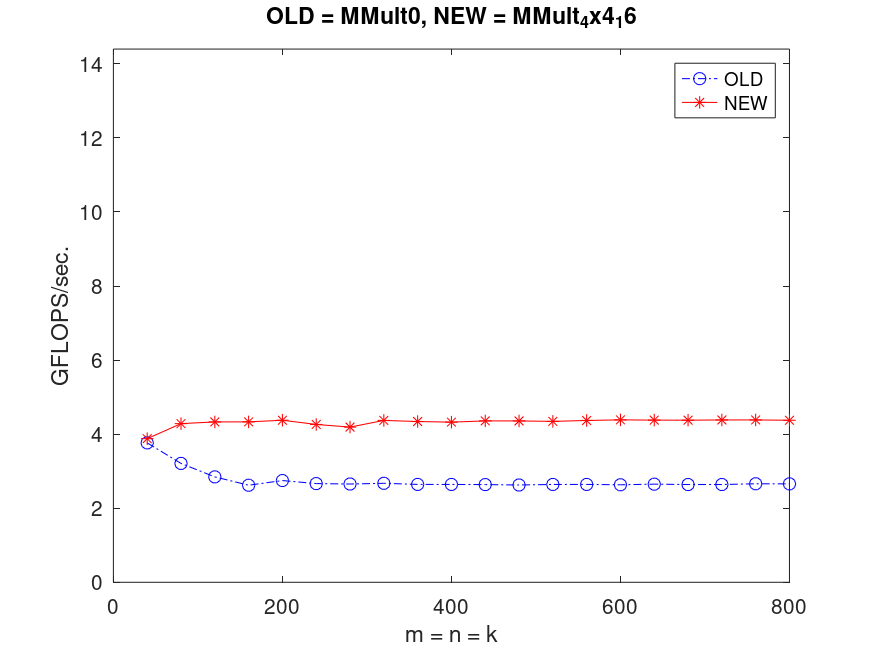 OLD = MMult0, NEW = MMult₄x4₁6
OLD
NEW
14
12
10
8
6
4
2
0
GFLOPS/sec.
0 200 400 600 800
m = n = k